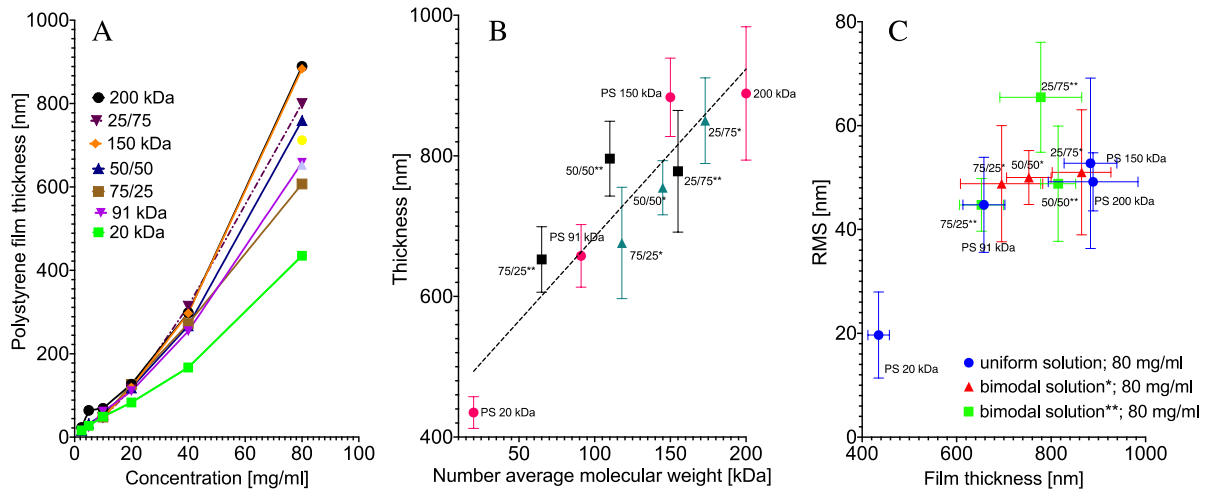 A
1000
800
600
400
200
0
0
20
40
60
80
100
Polystyrene film thickness [nm]
Concentration [mg/ml]
200 kDa
25/75
150 kDa
50/50
75/25
91 kDa
20 kDa
B
1000
800
600
400
0
50
100
150
200
Thickness [nm]
Number average molecular weight [kDa]
PS 150 kDa
200 kDa
25/75*
50/50**
25/75**
50/50*
PS 91 kDa
75/25**
75/25*
PS 20 kDa
C
80
60
40
20
0
400
600
800
1000
RMS [nm]
Film thickness [nm]
25/75**
25/75*
PS 150 kDa
75/25*
50/50*
50/50**
PS 200 kDa
75/25**
PS 91 kDa
PS 20 kDa
uniform solution; 80 mg/ml
bimodal solution*; 80 mg/ml
bimodal solution**; 80 mg/ml